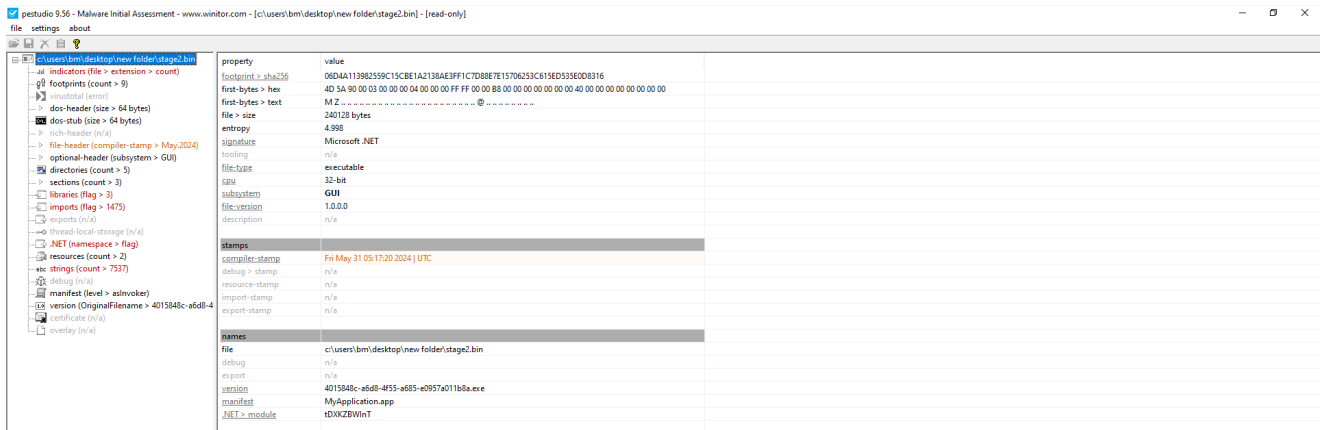 pestudio 9.56 - Malware Initial Assessment - www.winitor.com - [c:\users\bm\desktop\new folder\stage2.bin] - [read-only]
file settings about
c:\users\bm\desktop\new folder\stage2.bin
indicators (file > extension > count)
footprints (count > 9)
virustotal (error)
dos-header (size > 64 bytes)
dos-stub (size > 64 bytes)
rich-header (n/a)
file-header (compiler-stamp > May.2024)
optional-header (subsystem > GUI)
directories (count > 5)
sections (count > 3)
libraries (flag > 3)
imports (flag > 1475)
exports (n/a)
thread-local-storage (n/a)
.NET (namespace > flag)
resources (count > 2)
abc strings (count > 7537)
debug (n/a)
manifest (level > asInvoker)
version (OriginalFilename > 4015848c-a6d8-4
certificate (n/a)
overlay (n/a)
property value
footprint > sha256 06D4A113982559C15CBE1A2138AE3FF1C7D88E7E15706253C615ED535E0D8316
first-bytes > hex 4D 5A 90 00 03 00 00 00 04 00 00 00 FF FF 00 00 B8 00 00 00 00 00 00 00 40 00 00 00 00 00 00 00 00 00 00 00
first-bytes > text M Z .. .. .. .. .. .. .. .. .. .. .. .. .. .. .. .. .. .. .. .. @ .. .. .. .. .. .. ..
file > size 240128 bytes
entropy 4.998
signature Microsoft .NET
tooling n/a
file-type executable
cpu 32-bit
subsystem GUI
file-version 1.0.0.0
description n/a
stamps
compiler-stamp Fri May 31 05:17:20 2024 | UTC
debug > stamp n/a
resource-stamp n/a
import-stamp n/a
export-stamp n/a
names
file c:\users\bm\desktop\new folder\stage2.bin
debug n/a
export n/a
version 4015848c-a6d8-4f55-a685-e0957a011b8a.exe
manifest MyApplication.app
.NET > module tDXKZBWlnT